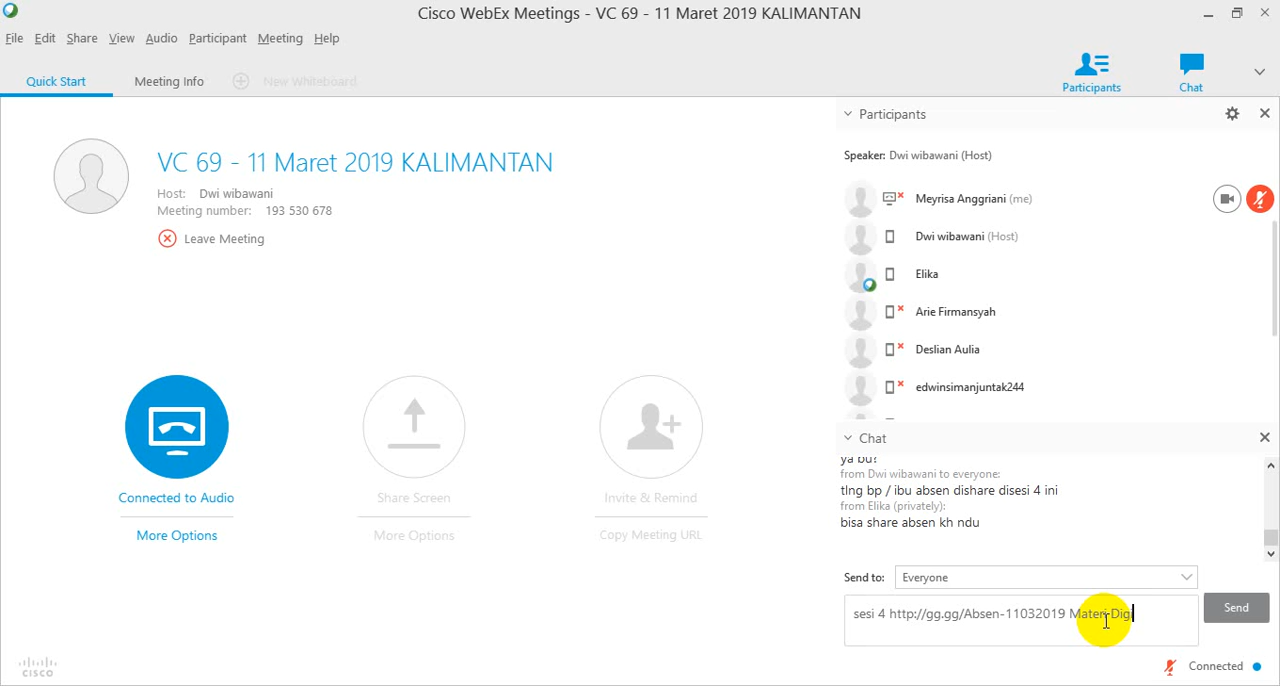 Cisco WebEx Meetings - VC 69 - 11 Maret 2019 KALIMANTAN
File Edit Share View Audio Participant Meeting Help
Quick Start Meeting Info New Whiteboard
Participants Chat
Participants
Speaker: Dwi wibawani (Host)
Meyrisa Anggriani (me)
Dwi wibawani (Host)
Elika
Arie Firmansyah
Deslian Aulia
edwinsimanjuntak244
VC 69 - 11 Maret 2019 KALIMANTAN
Host: Dwi wibawani
Meeting number: 193 530 678
Leave Meeting
Connected to Audio
More Options
Share Screen
More Options
Invite & Remind
Copy Meeting URL
Chat
ya bu?
from Dwi wibawani to everyone:
tlng bp / ibu absen dishare disesi 4 ini
from Elika (privately):
bisa share absen kh ndu
Send to: Everyone
sesi 4 http://gg.gg/Absen-11032019 Materi-Digi
Send
Connected
cisco